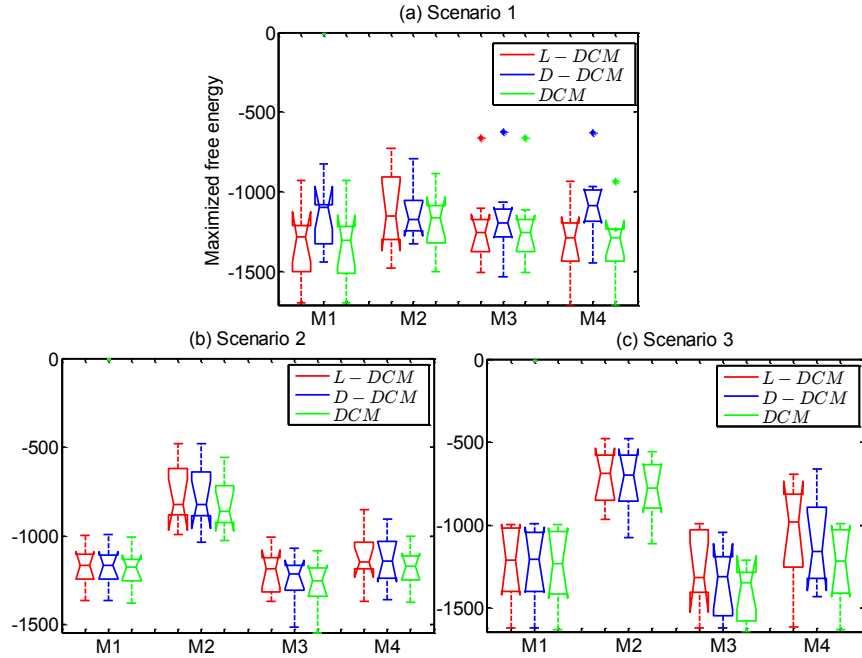 (a) Scenario 1
Maximized free energy
0
-500
-1000
-1500
L − DCM
D − DCM
DCM
M1 M2 M3 M4
(b) Scenario 2
0
-500
-1000
-1500
L − DCM
D − DCM
DCM
M1 M2 M3 M4
(c) Scenario 3
0
-500
-1000
-1500
L − DCM
D − DCM
DCM
M1 M2 M3 M4